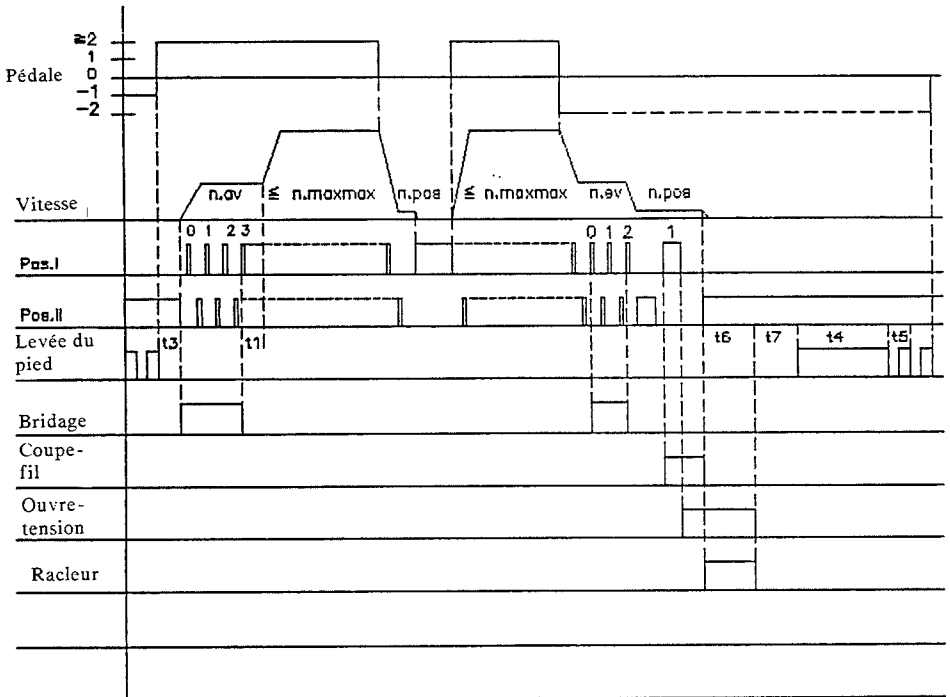 ≧2
1
Pédale 0
−1
−2
n.av ≦ n.maxmax n.pos ≦ n.maxmax n.av n.pos
Vitesse
0 1 2 3 0 1 2 1
Pos.I
Pos.II
Levée du pied t3 t1 t6 t7 t4 t5
Bridage
Coupe-
fil
Ouvre-
tension
Racleur